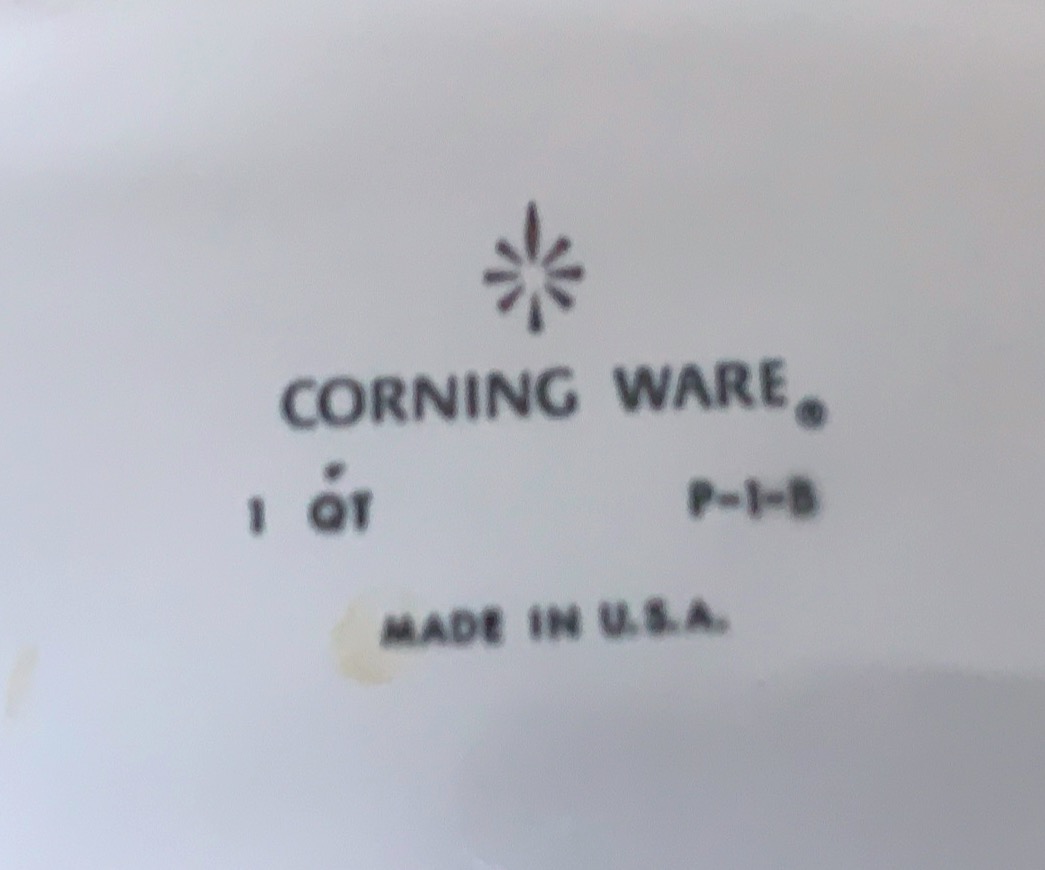 CORNING WARE®
1 QT P-1-B
MADE IN U.S.A.